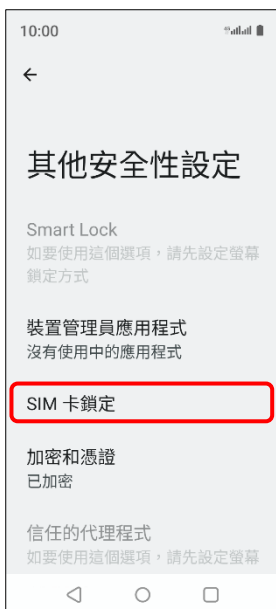 10:00
其他安全性設定
Smart Lock
如要使用這個選項，請先設定螢幕
鎖定方式
裝置管理員應用程式
沒有使用中的應用程式
SIM 卡鎖定
加密和憑證
已加密
信任的代理程式
如要使用這個選項，請先設定螢幕